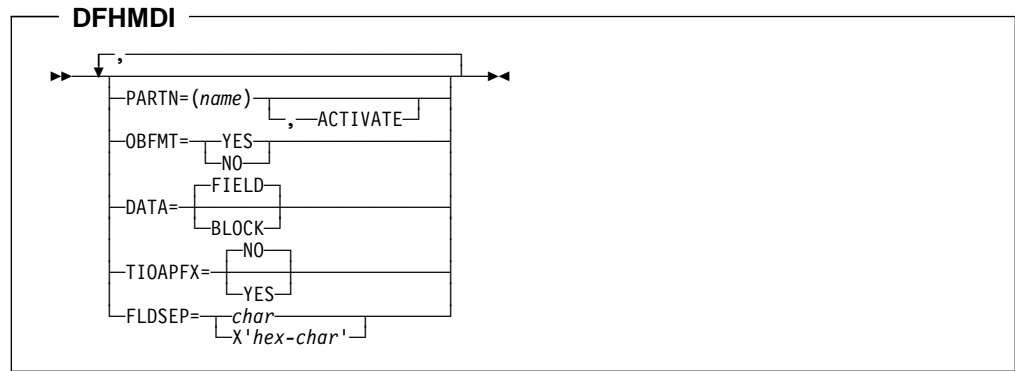 DFHMDI
,
PARTN=(name)
,—ACTIVATE
OBFMT= YES
NO
FIELD
DATA=
BLOCK
NO
TIOAPFX=
YES
FLDSEP= char
X'hex-char'